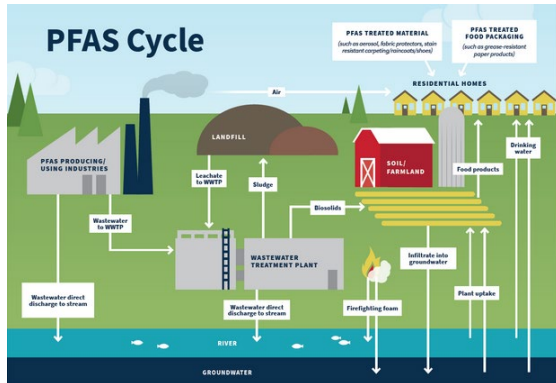 PFAS Cycle
PFAS TREATED MATERIAL
(such as aerosol, fabric protectors, stain
resistant carpeting/raincoats/shoes)
PFAS TREATED
FOOD PACKAGING
(such as grease-resistant
paper products)
RESIDENTIAL HOMES
Air
LANDFILL
PFAS PRODUCING/
USING INDUSTRIES
SOIL/
FARMLAND
Drinking
water
Food products
Leachate
to WWTP
Sludge
Biosolids
Wastewater
to WWTP
WASTEWATER
TREATMENT PLANT
Infiltrate into
groundwater
Plant uptake
Wastewater direct
discharge to stream
Wastewater direct
discharge to stream
Firefighting foam
RIVER
GROUNDWATER